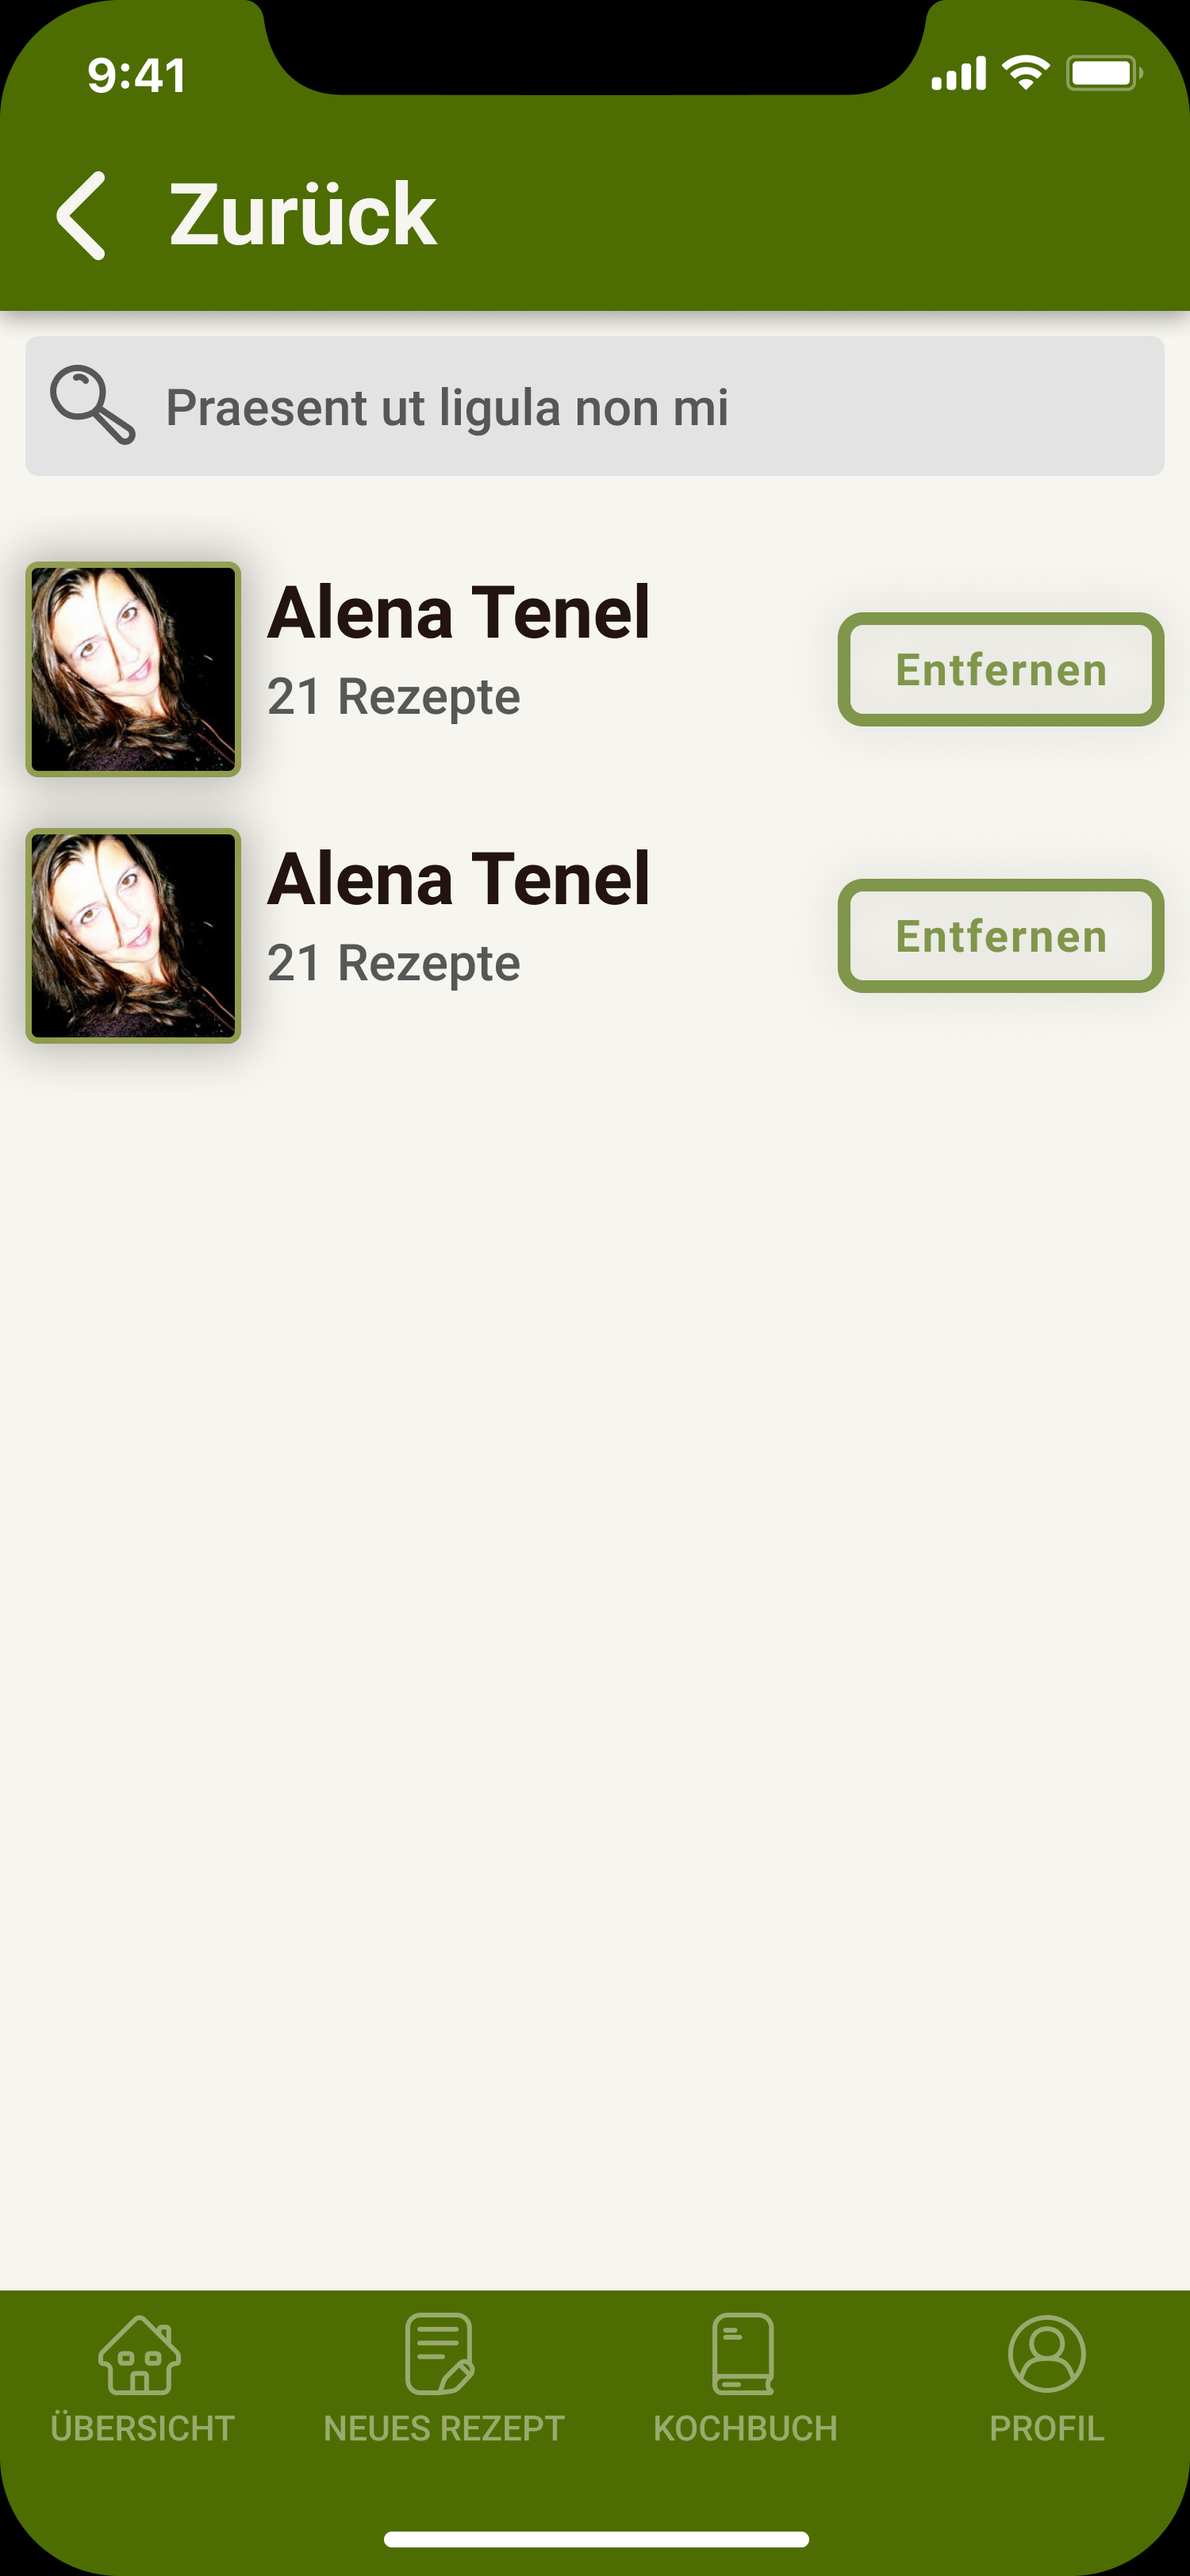 9:41
Zurück
Praesent ut ligula non mi
Alena Tenel
21 Rezepte
Entfernen
Alena Tenel
21 Rezepte
Entfernen
ÜBERSICHT
NEUES REZEPT
KOCHBUCH
PROFIL